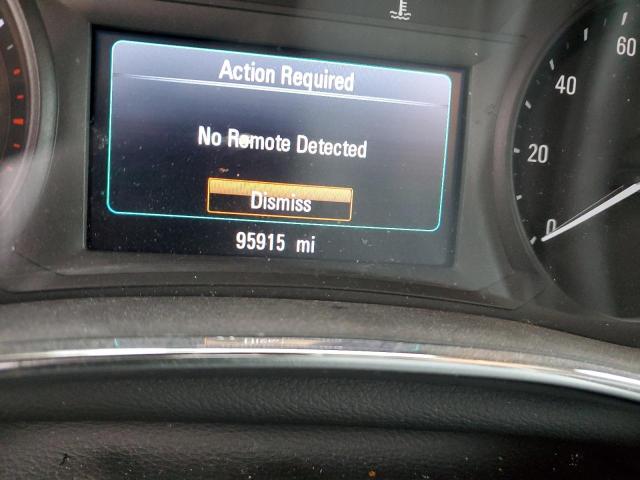 60
40
Action Required
No Remote Detected
20
Dismiss
0
95915 mi